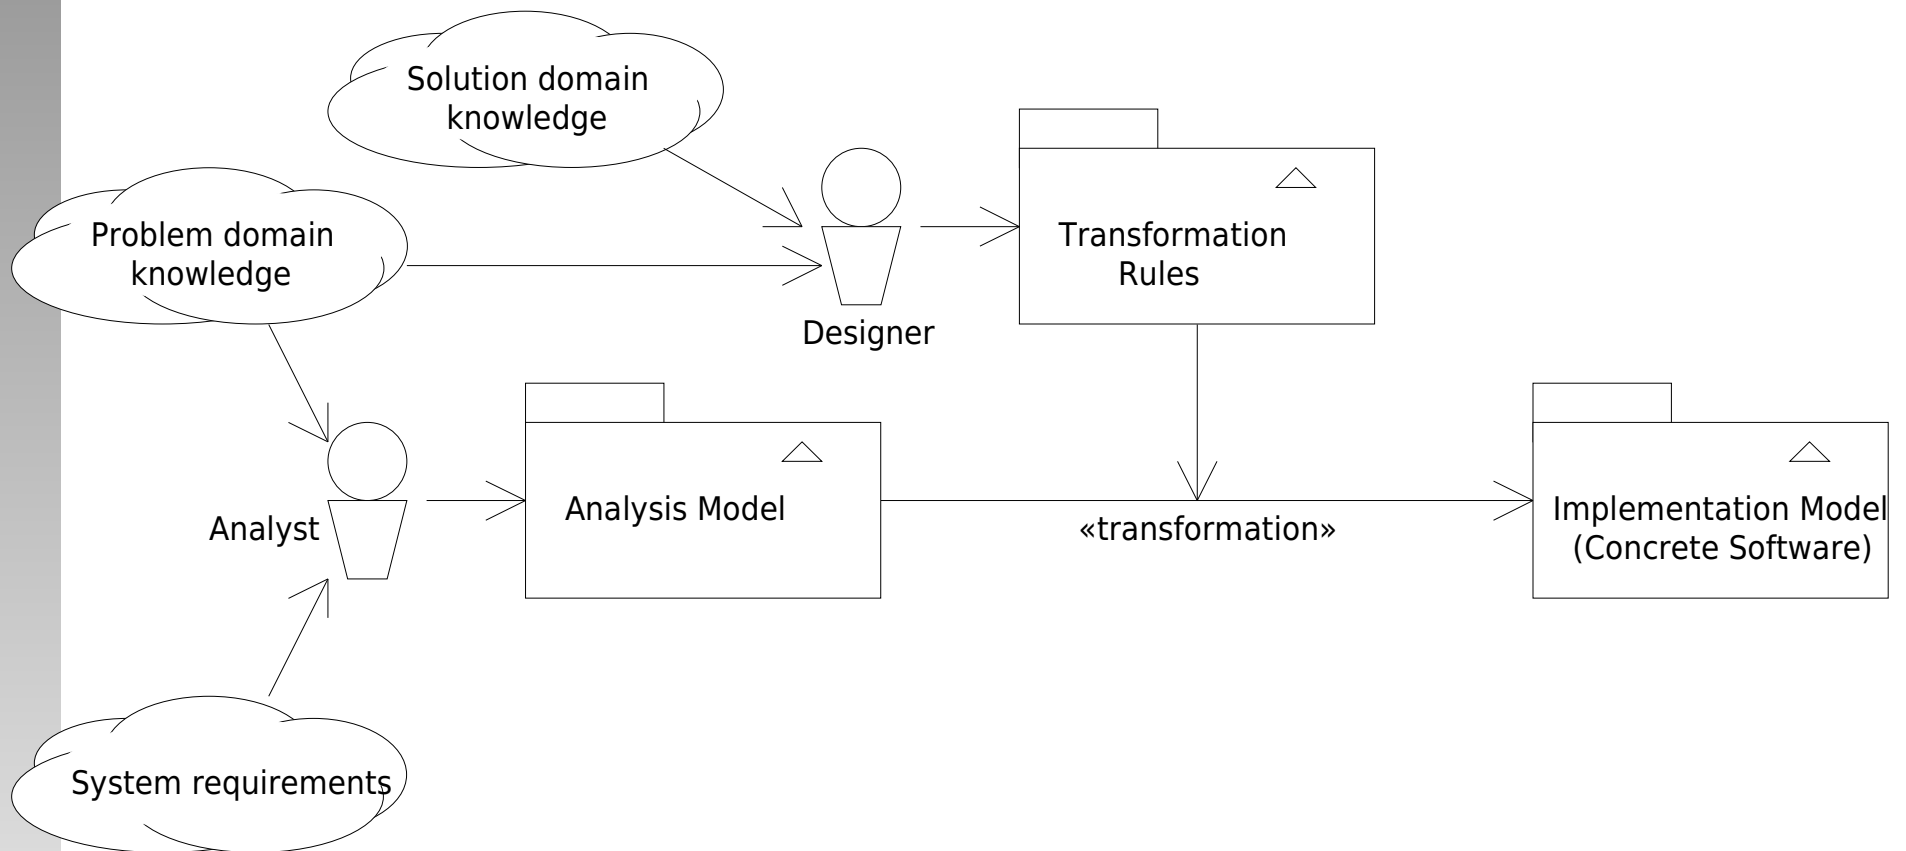 Solution domain
knowledge
Problem domain
knowledge
Transformation
Rules
Designer
Analysis Model
Analyst
«transformation»
Implementation Model
(Concrete Software)
System requirements